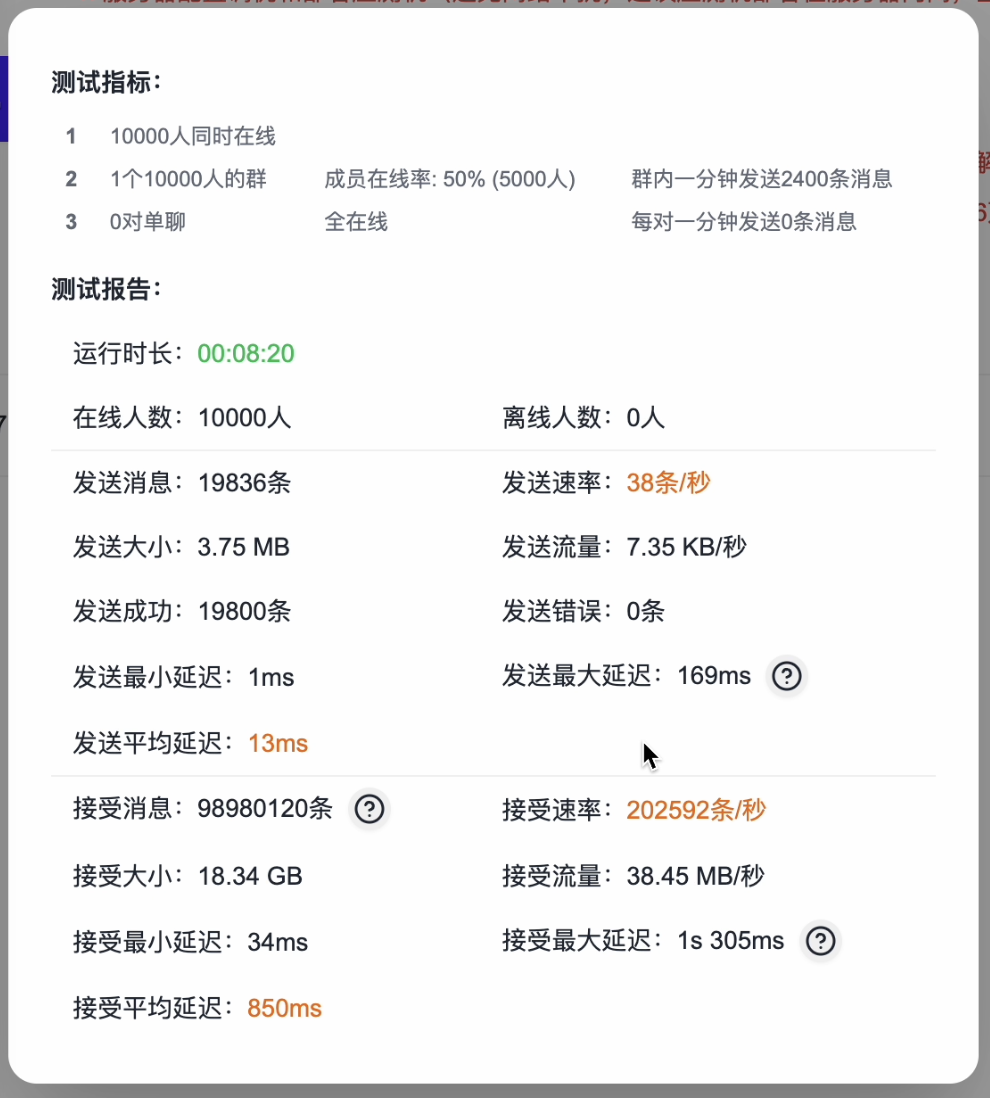 测试指标：
1 10000人同时在线
2 1个10000人的群 成员在线率: 50% (5000人) 群内一分钟发送2400条消息
3 0对单聊 全在线 每对一分钟发送0条消息
测试报告：
运行时长：00:08:20
在线人数：10000人 离线人数：0人
发送消息：19836条 发送速率：38条/秒
发送大小：3.75 MB 发送流量：7.35 KB/秒
发送成功：19800条 发送错误：0条
发送最小延迟：1ms 发送最大延迟：169ms ?
发送平均延迟：13ms
接受消息：98980120条 ? 接受速率：202592条/秒
接受大小：18.34 GB 接受流量：38.45 MB/秒
接受最小延迟：34ms 接受最大延迟：1s 305ms ?
接受平均延迟：850ms